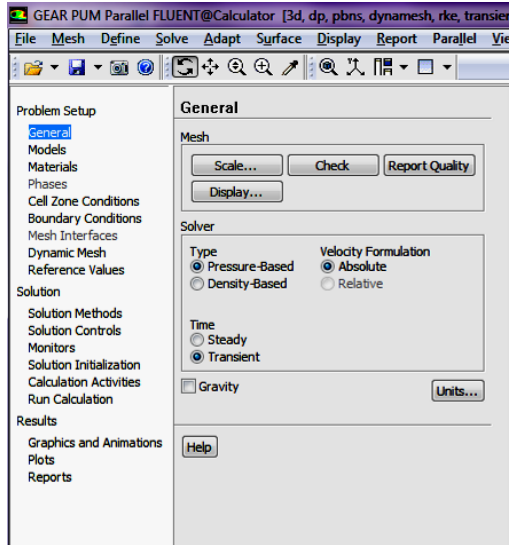 GEAR PUM Parallel FLUENT@Calculator [3d, dp, pbns, dynamesh, rke, transien
File Mesh Define Solve Adapt Surface Display Report Parallel Vie
Problem Setup
General
Models
Materials
Phases
Cell Zone Conditions
Boundary Conditions
Mesh Interfaces
Dynamic Mesh
Reference Values
Solution
Solution Methods
Solution Controls
Monitors
Solution Initialization
Calculation Activities
Run Calculation
Results
Graphics and Animations
Plots
Reports
General
Mesh
Scale... Check Report Quality
Display...
Solver
Type Velocity Formulation
Pressure-Based Absolute
Density-Based Relative
Time
Steady
Transient
Gravity Units...
Help